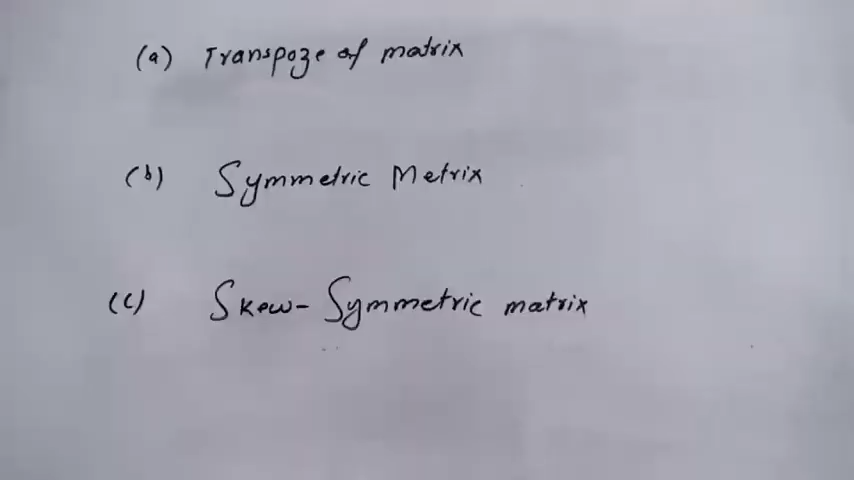 (a) Transpoze of matrix
(b) Symmetric Metrix
(c) Skew-Symmetric matrix